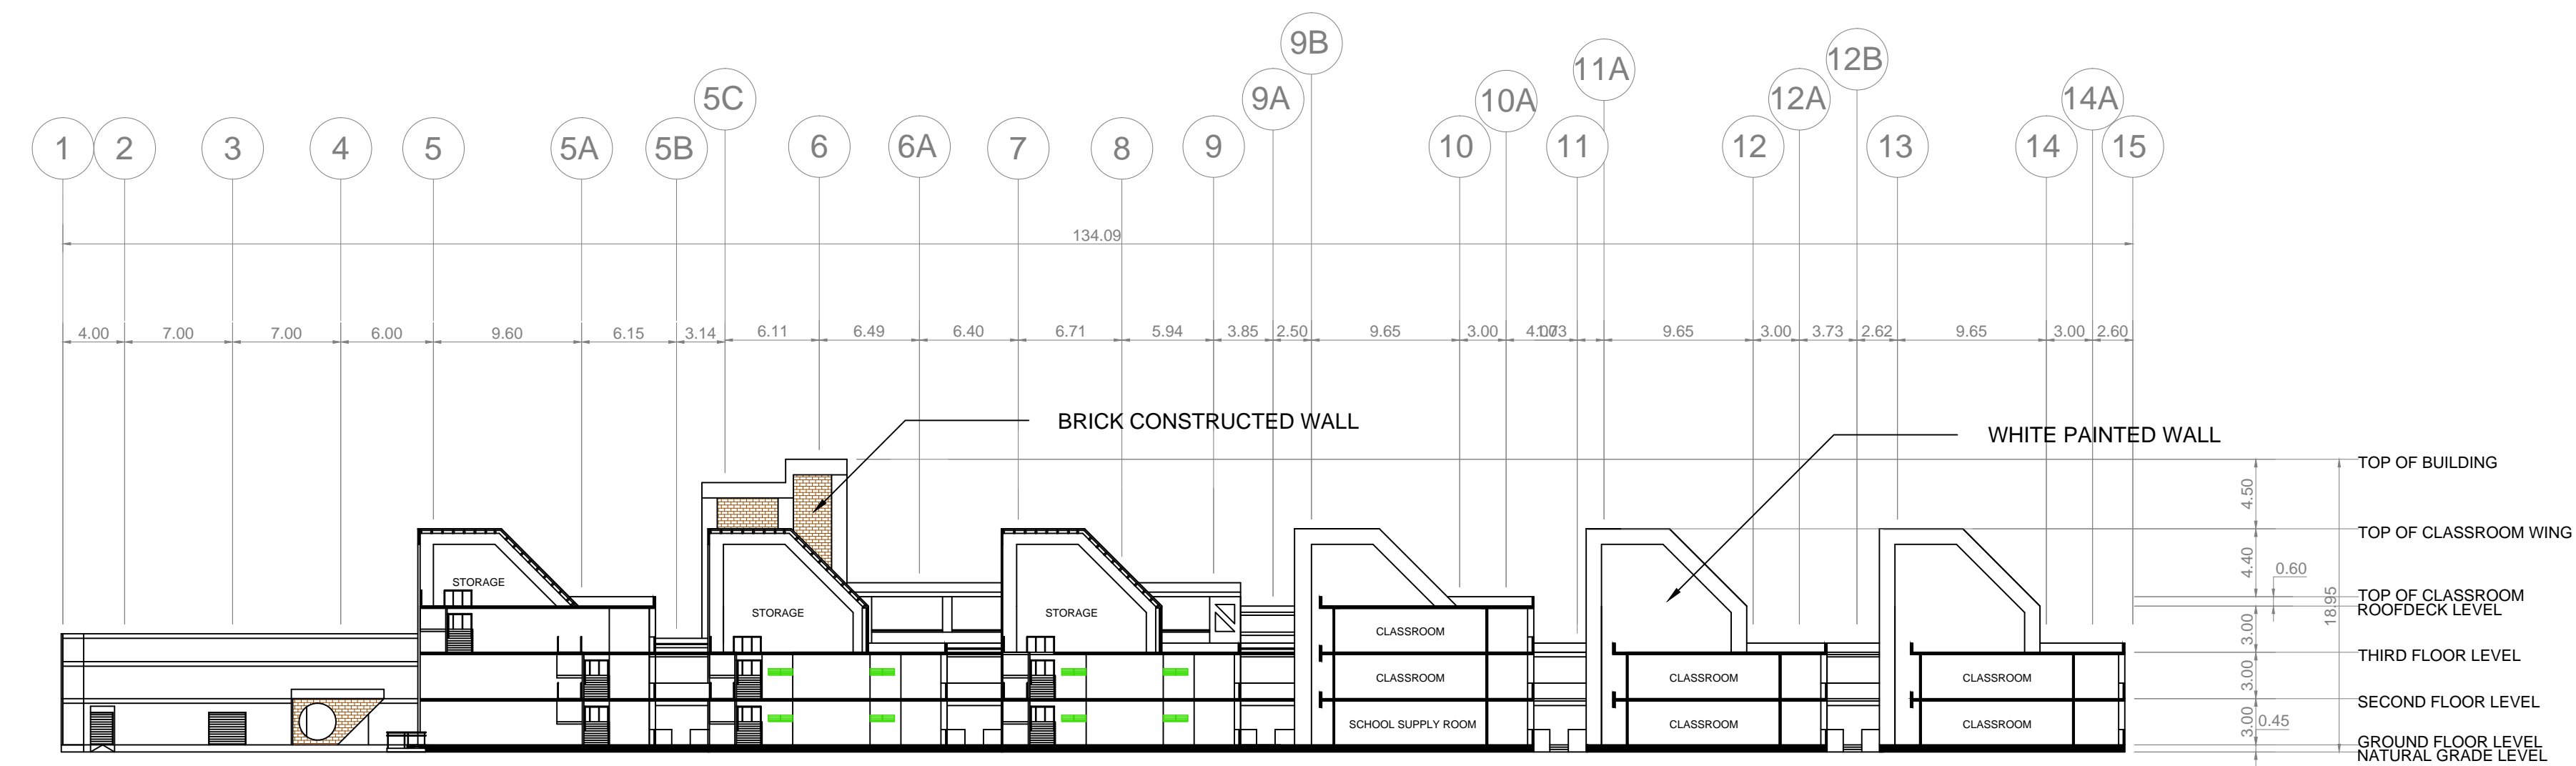 9B
12B
11A
5C
9A
10A
12A
14A
1
2
3
4
5
5A
5B
6
6A
7
8
9
10
11
12
13
14
15
134.09
4.00
7.00
7.00
6.00
9.60
6.15
3.14
6.11
6.49
6.40
6.71
5.94
3.85
2.50
9.65
3.00
9.65
3.00
3.73
2.62
9.65
3.00
2.60
BRICK CONSTRUCTED WALL
WHITE PAINTED WALL
TOP OF BUILDING
4.50
TOP OF CLASSROOM WING
4.40
0.60
TOP OF CLASSROOM
ROOFDECK LEVEL
18.95
3.00
THIRD FLOOR LEVEL
3.00
SECOND FLOOR LEVEL
3.00
0.45
GROUND FLOOR LEVEL
NATURAL GRADE LEVEL
STORAGE
STORAGE
STORAGE
CLASSROOM
CLASSROOM
CLASSROOM
CLASSROOM
SCHOOL SUPPLY ROOM
CLASSROOM
CLASSROOM